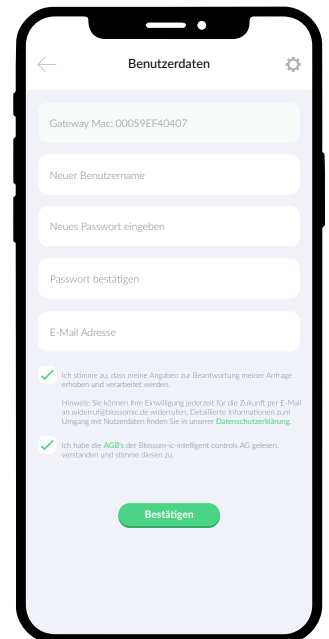 Benutzerdaten
Gateway Mac: 00059EF40407
Neuer Benutzername
Neues Passwort eingeben
Passwort bestätigen
E-Mail Adresse
Ich stimme zu, dass meine Angaben zur Beantwortung meiner Anfrage
erhoben und verarbeitet werden.
Hinweis: Sie können Ihre Einwilligung jederzeit für die Zukunft per E-Mail
an widerruf@blossomic.de widerrufen. Detaillierte Informationen zum
Umgang mit Nutzerdaten finden Sie in unserer Datenschutzerklärung.
Ich habe die AGB's der Blossom-ic-intelligent controls AG gelesen,
verstanden und stimme diesen zu.
Bestätigen